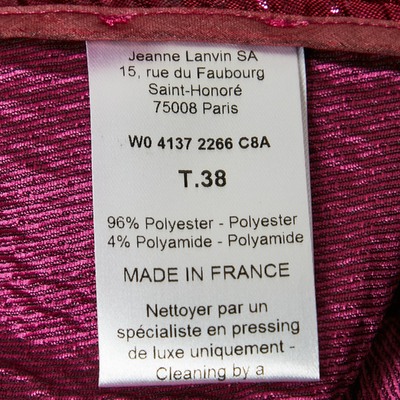 Jeanne Lanvin SA
15, rue du Faubourg
Saint-Honoré
75008 Paris
W0 4137 2266 C8A
T.38
96% Polyester - Polyester
4% Polyamide - Polyamide
MADE IN FRANCE
Nettoyer par un
spécialiste en pressing
de luxe uniquement -
Cleaning by a